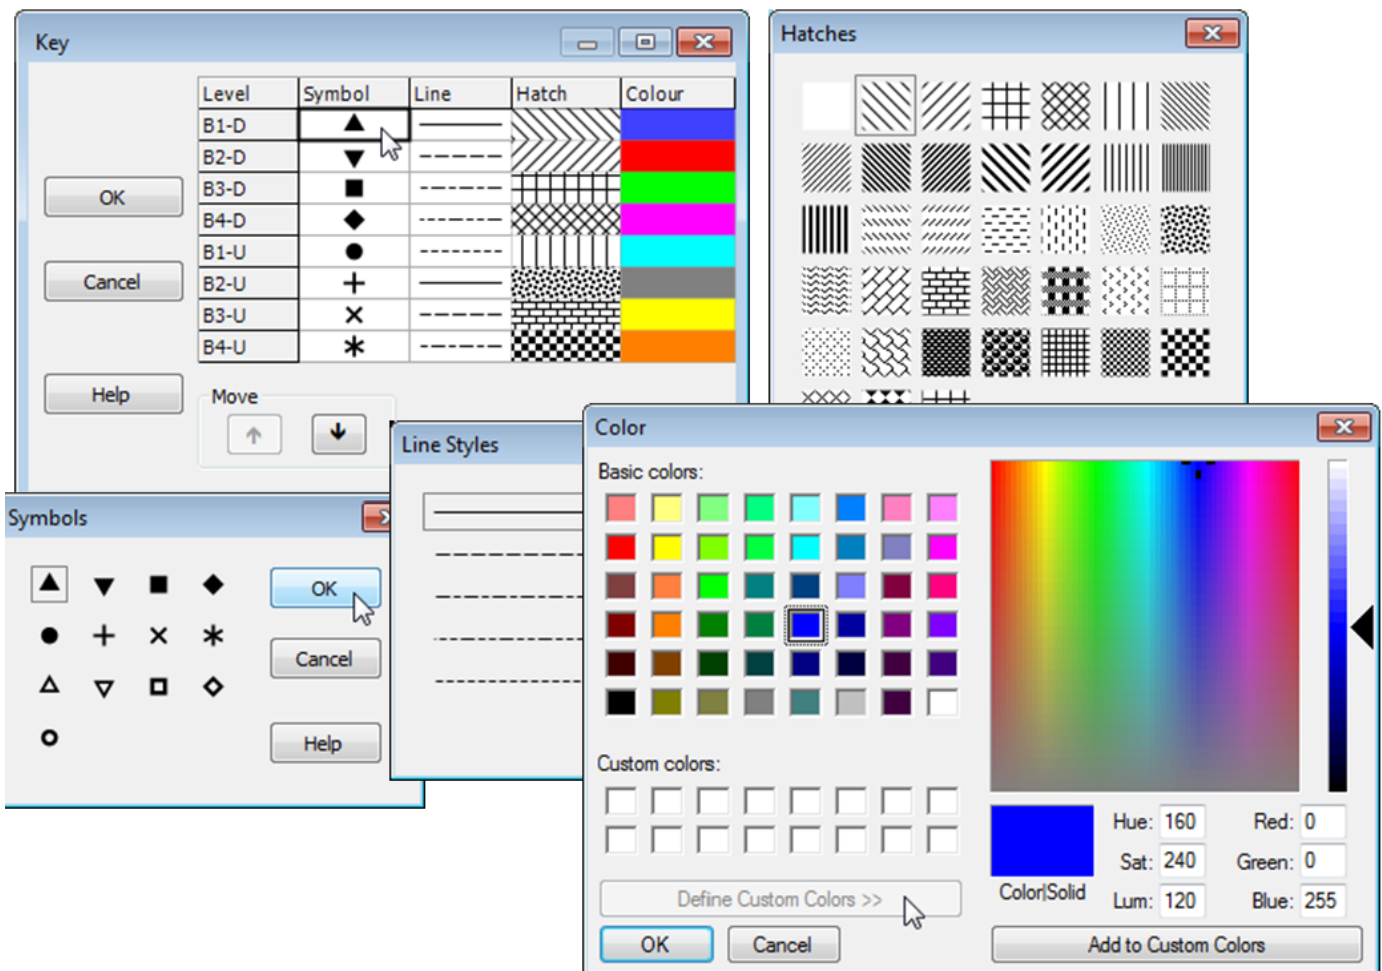 Key
Level Symbol Line Hatch Colour
B1-D
B2-D
B3-D
B4-D
B1-U
B2-U
B3-U
B4-U
OK
Cancel
Help
Move
Hatches
Symbols
OK
Cancel
Help
Line Styles
Color
Basic colors:
Custom colors:
Define Custom Colors >>
OK Cancel
Color|Solid
Hue: 160 Red: 0
Sat: 240 Green: 0
Lum: 120 Blue: 255
Add to Custom Colors